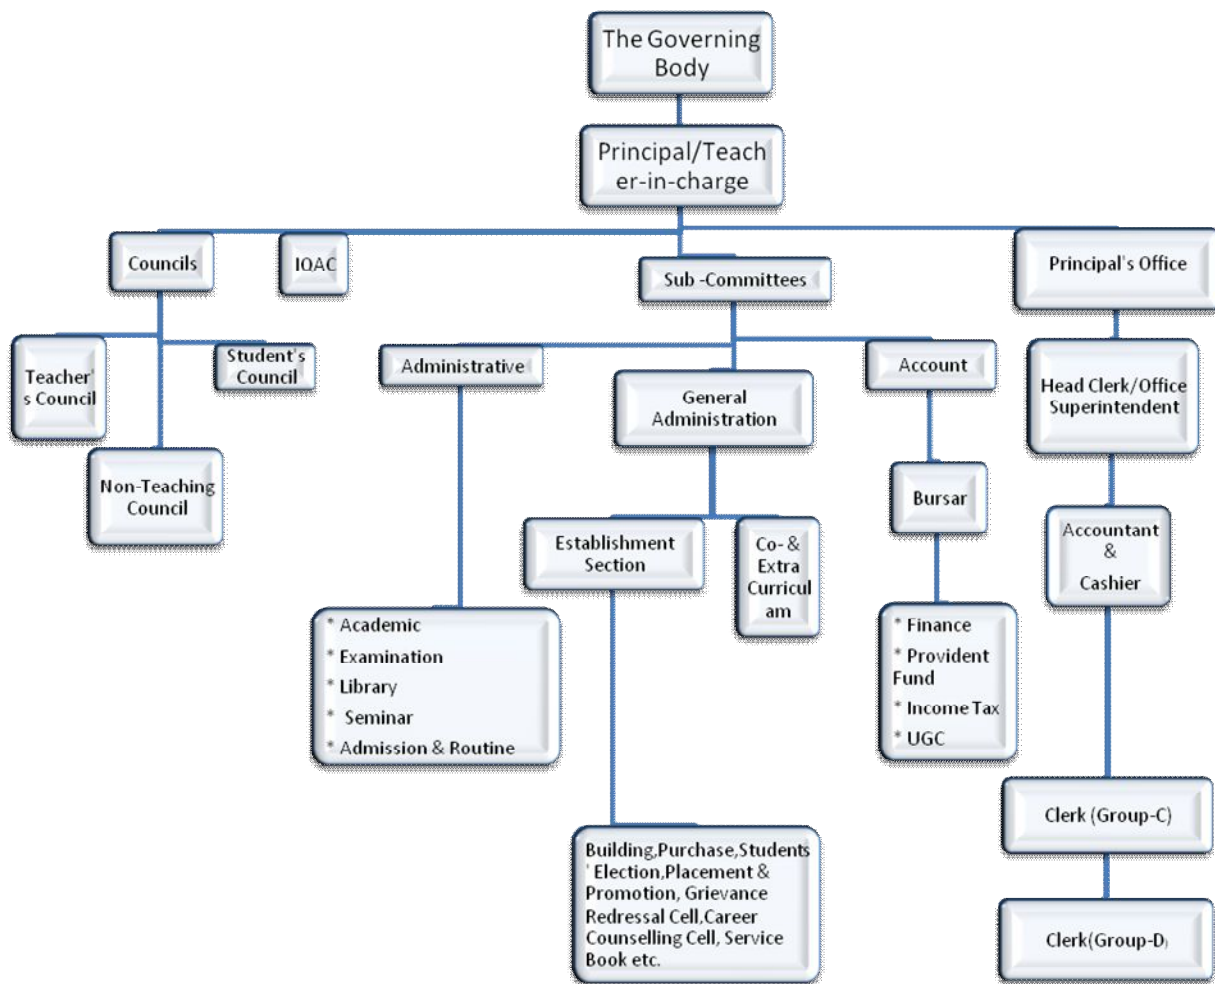 The Governing
Body
Principal/Teach
er-in-charge
Councils
IQAC
Sub -Committees
Principal's Office
Teacher'
s Council
Student's
Council
Non-Teaching
Council
Administrative
General
Administration
Account
Head Clerk/Office
Superintendent
Establishment
Section
Co- &
Extra
Curricul
am
Bursar
Accountant
&
Cashier
* Academic
* Examination
* Library
* Seminar
* Admission & Routine
* Finance
* Provident
Fund
* Income Tax
* UGC
Building,Purchase,Students
' Election,Placement &
Promotion, Grievance
Redressal Cell,Career
Counselling Cell, Service
Book etc.
Clerk (Group-C)
Clerk(Group-D)